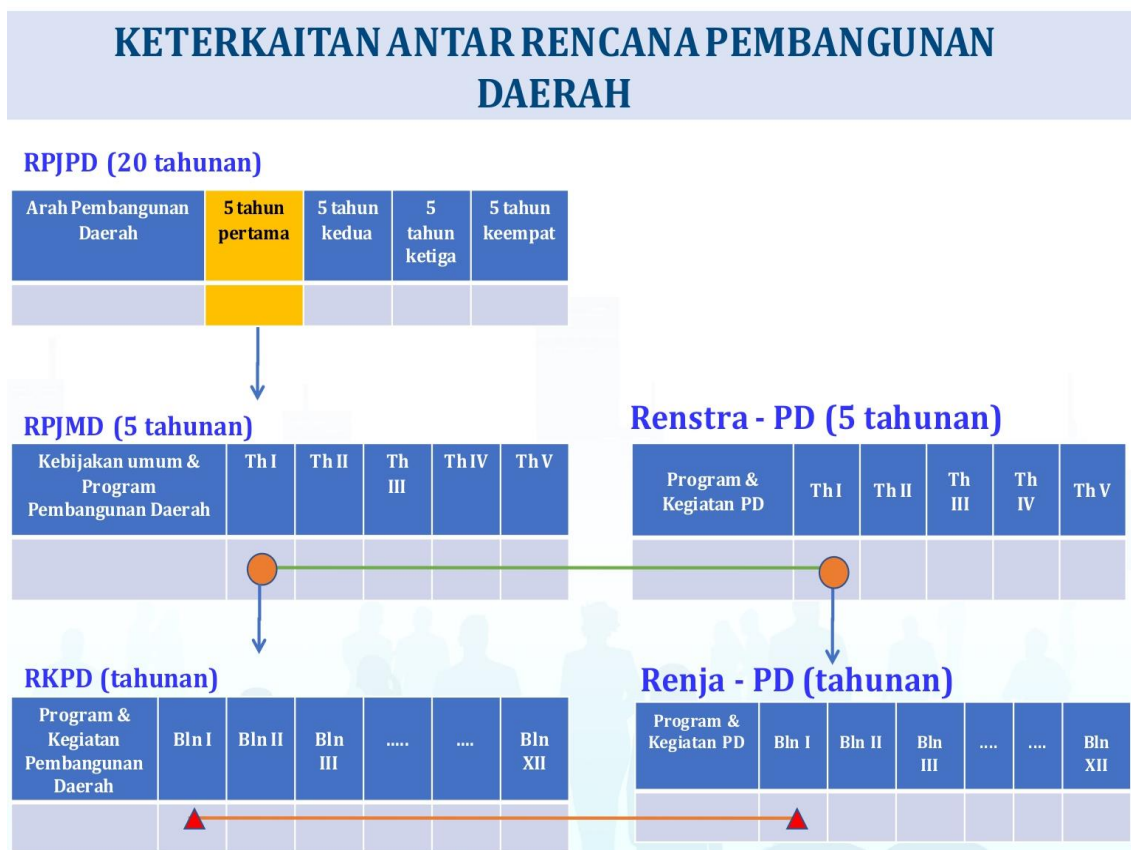 KETERKAITAN ANTAR RENCANA PEMBANGUNAN
DAERAH
RPJPD (20 tahunan)
Arah Pembangunan
Daerah
5 tahun
pertama
5 tahun
kedua
5
tahun
ketiga
5 tahun
keempat
RPJMD (5 tahunan)
Kebijakan umum &
Program
Pembangunan Daerah
Th I
Th II
Th
III
Th IV
Th V
Renstra - PD (5 tahunan)
Program &
Kegiatan PD
Th I
Th II
Th
III
Th
IV
Th V
RKPD (tahunan)
Program &
Kegiatan
Pembangunan
Daerah
Bln I
Bln II
Bln
III
.....
....
Bln
XII
Renja - PD (tahunan)
Program &
Kegiatan PD
Bln I
Bln II
Bln
III
....
....
Bln
XII